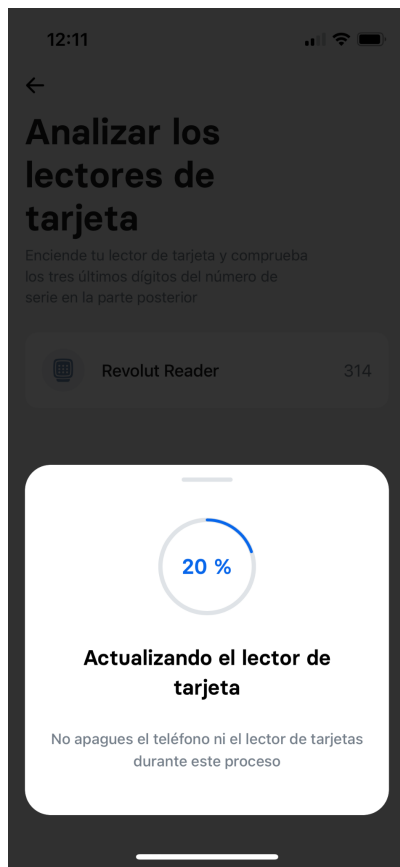 12:11
Analizar los
lectores de
tarjeta
Enciende tu lector de tarjeta y comprueba
los tres últimos dígitos del número de
serie en la parte posterior
Revolut Reader 314
20 %
Actualizando el lector de
tarjeta
No apagues el teléfono ni el lector de tarjetas
durante este proceso